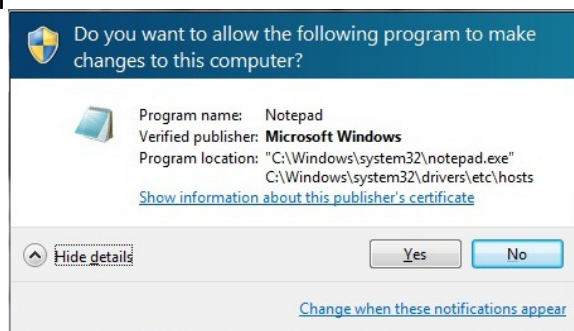 Do you want to allow the following program to make
changes to this computer?
Program name: Notepad
Verified publisher: Microsoft Windows
Program location: "C:\Windows\system32\notepad.exe"
C:\Windows\system32\drivers\etc\hosts
Show information about this publisher's certificate
Hide details
Yes
No
Change when these notifications appear